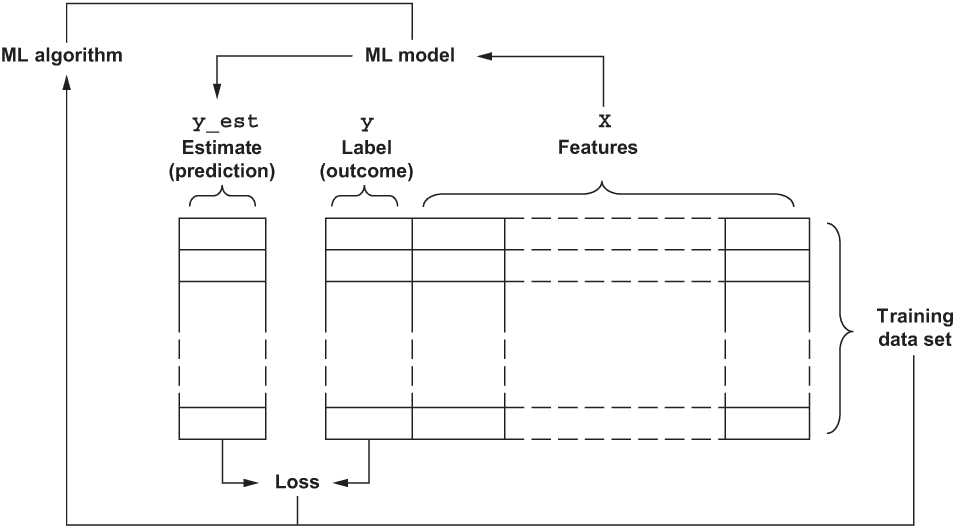 ML algorithm
ML model
y_est
Estimate
(prediction)
y
Label
(outcome)
X
Features
Training
data set
Loss